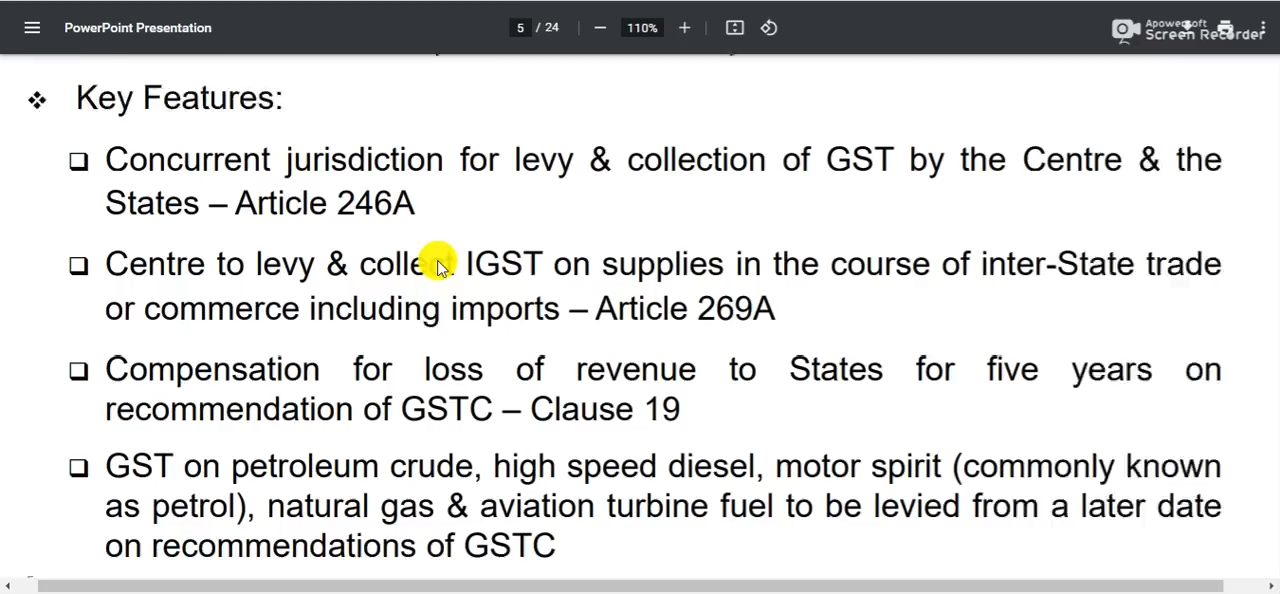 PowerPoint Presentation
5 / 24
110%
Apowersoft
Screen Recorder
Key Features:
Concurrent jurisdiction for levy & collection of GST by the Centre & the
States – Article 246A
Centre to levy & collect IGST on supplies in the course of inter-State trade
or commerce including imports – Article 269A
Compensation for loss of revenue to States for five years on
recommendation of GSTC – Clause 19
GST on petroleum crude, high speed diesel, motor spirit (commonly known
as petrol), natural gas & aviation turbine fuel to be levied from a later date
on recommendations of GSTC